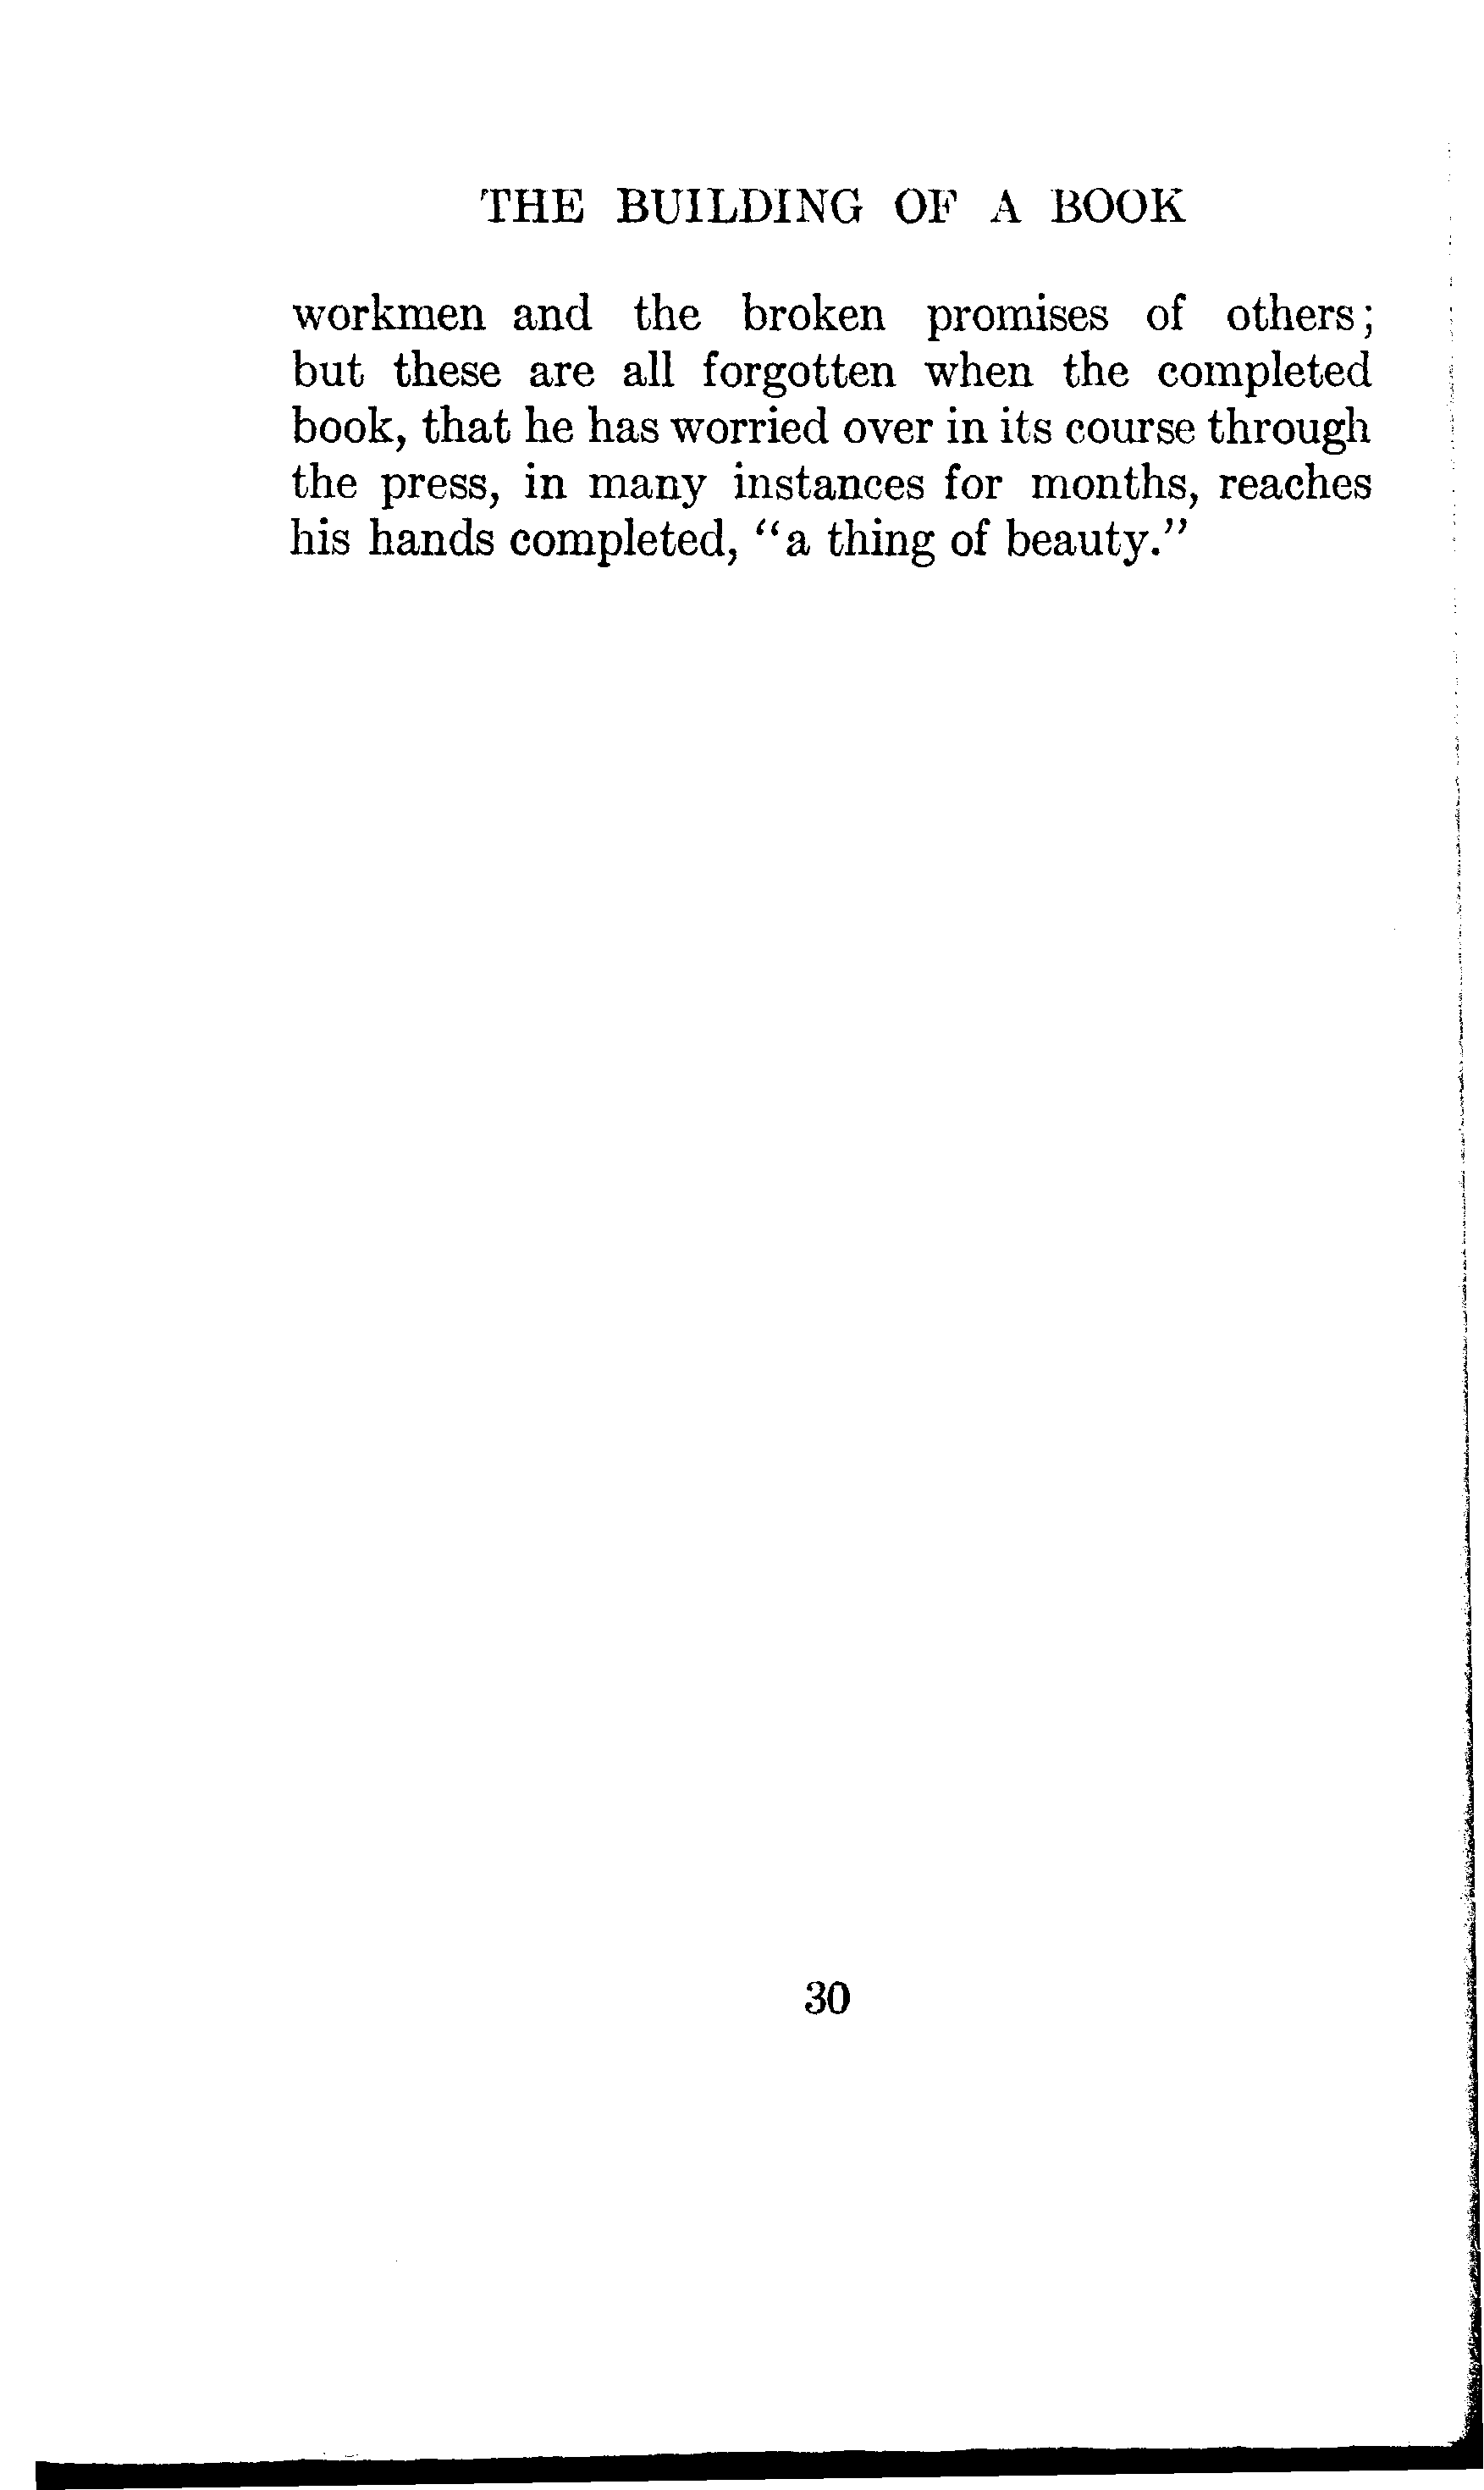 THE BUILDING OF A BOOK
workmen and the broken promises of others;
but these are all forgotten when the completed
book, that he has worried over in its course through
the press, in many instances for months, reaches
his hands completed, “a thing of beauty.”
30